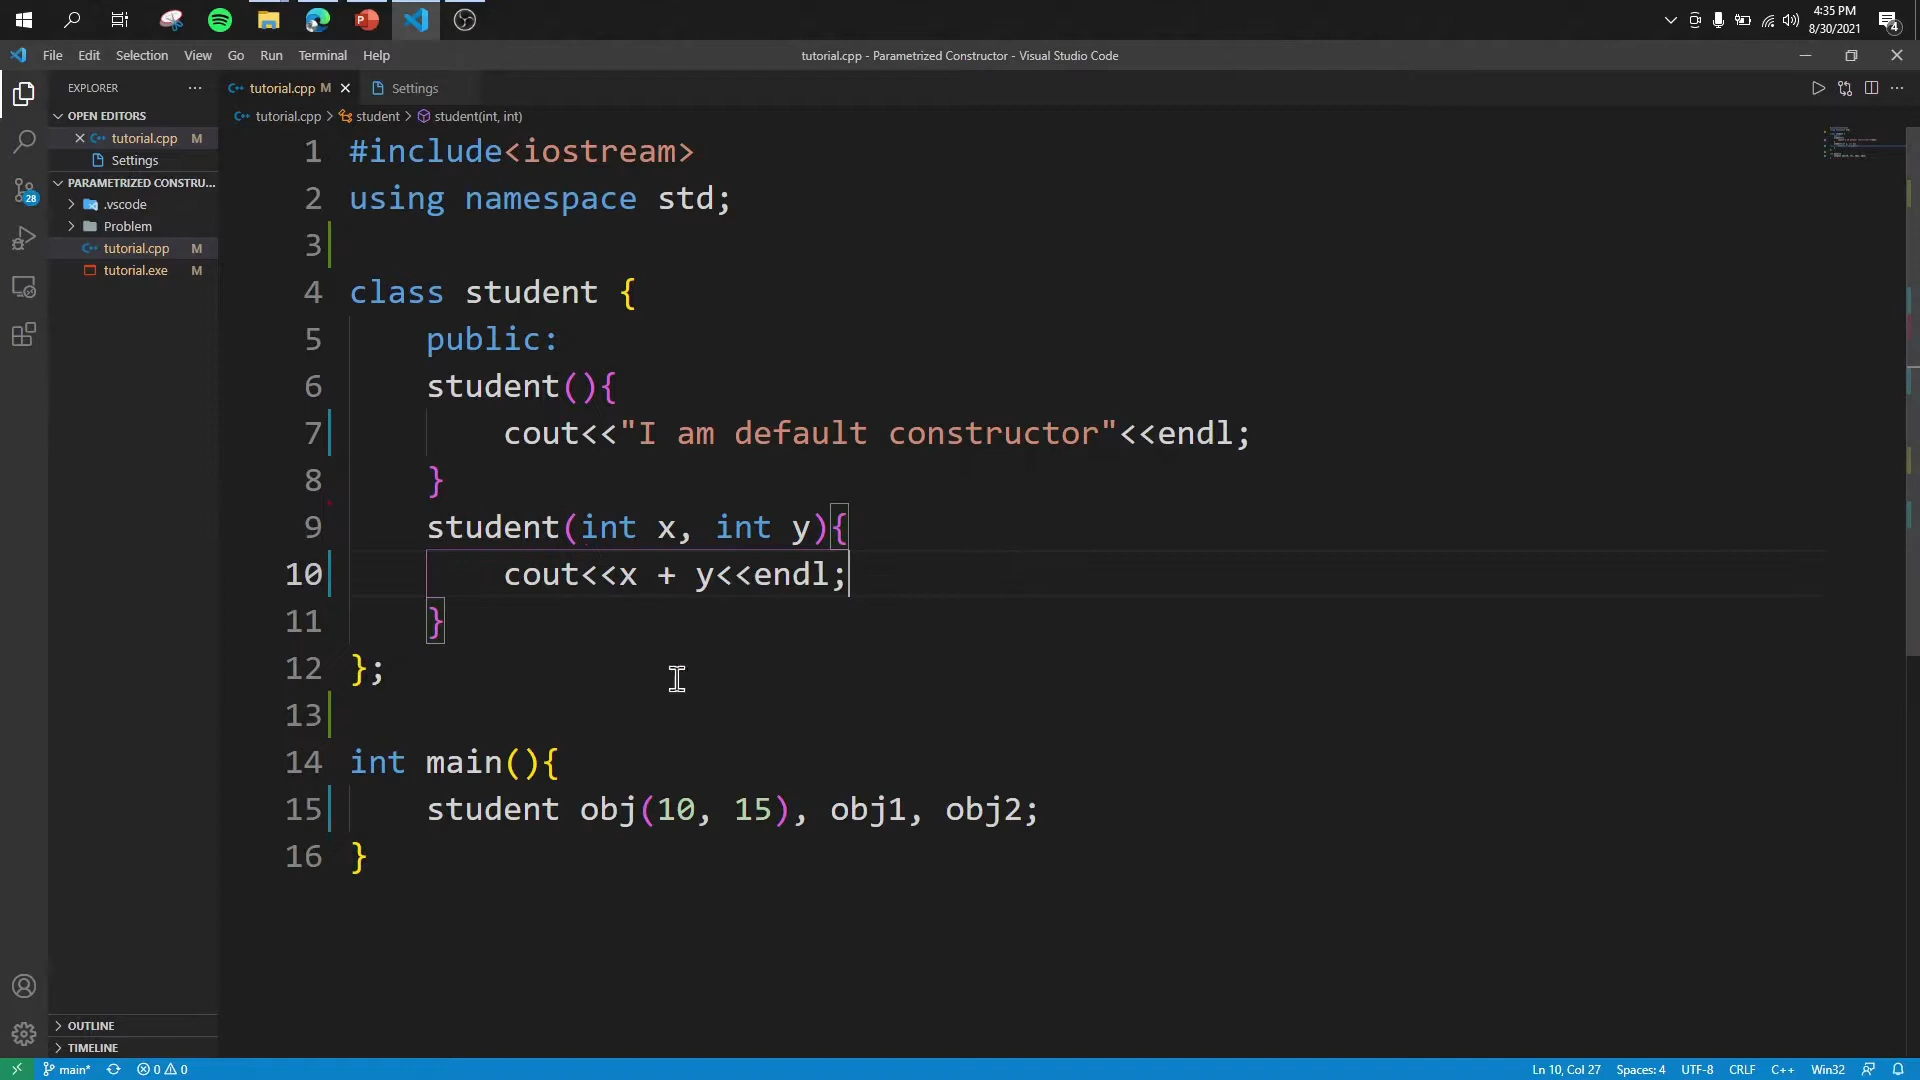 4:35 PM
8/30/2021
4
File Edit Selection View Go Run Terminal Help
tutorial.cpp - Parametrized Constructor - Visual Studio Code
EXPLORER
tutorial.cpp M
Settings
OPEN EDITORS
tutorial.cpp > student > student(int, int)
tutorial.cpp M
Settings
PARAMETRIZED CONSTRU...
.vscode
Problem
tutorial.cpp M
tutorial.exe M
28
1 #include<iostream>
2 using namespace std;
3
4 class student {
5 public:
6 student(){
7 cout<<"I am default constructor"<<endl;
8 }
9 student(int x, int y){
10 cout<<x + y<<endl;
11 }
12 };
13
14 int main(){
15 student obj(10, 15), obj1, obj2;
16 }
OUTLINE
TIMELINE
main* 0 0 Ln 10, Col 27 Spaces: 4 UTF-8 CRLF C++ Win32